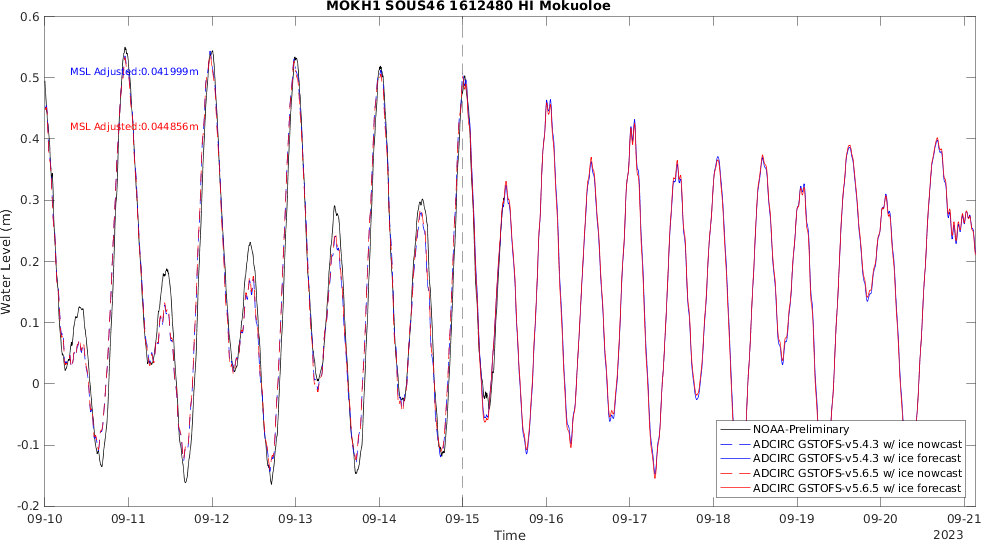 MOKH1 SOUS46 1612480 HI Mokuoloe
0.6
0.5
0.4
0.3
0.2
0.1
0
-0.1
-0.2
Water Level (m)
MSL Adjusted:0.041999m
MSL Adjusted:0.044856m
NOAA-Preliminary
ADCIRC GSTOFS-v5.4.3 w/ ice nowcast
ADCIRC GSTOFS-v5.4.3 w/ ice forecast
ADCIRC GSTOFS-v5.6.5 w/ ice nowcast
ADCIRC GSTOFS-v5.6.5 w/ ice forecast
09-10 09-11 09-12 09-13 09-14 09-15 09-16 09-17 09-18 09-19 09-20 09-21
Time
2023